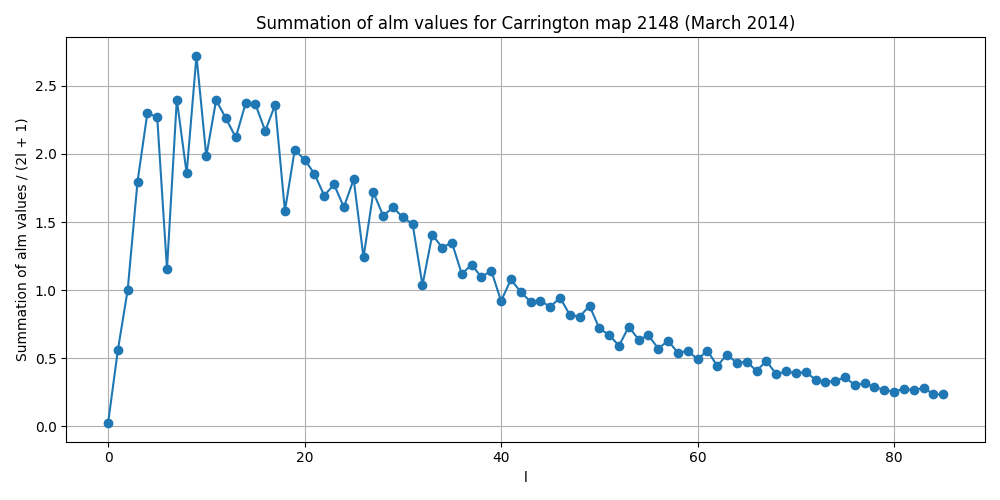 Summation of alm values for Carrington map 2148 (March 2014)
Summation of alm values / (2l + 1)
2.5
2.0
1.5
1.0
0.5
0.0
0 20 40 60 80
l